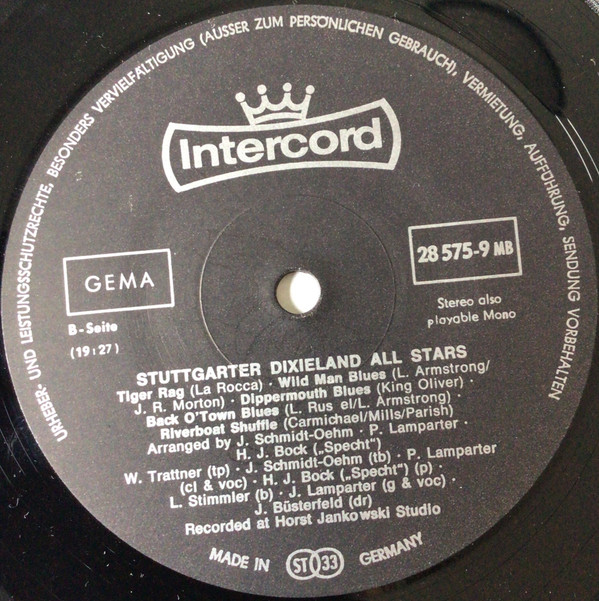 URHEBER- UND LEISTUNGSSCHUTZRECHTE, BESONDERS VERVIELFÄLTIGUNG (AUSSER ZUM PERSÖNLICHEN GEBRAUCH), VERMIETUNG, AUFFÜHRUNG, SENDUNG VORBEHALTEN
Intercord
GEMA
28 575-9 MB
B-Seite
(19:27)
Stereo also
playable Mono
STUTTGARTER DIXIELAND ALL STARS
Tiger Rag (La Rocca) · Wild Man Blues (L. Armstrong/
J. R. Morton) · Dippermouth Blues (King Oliver) ·
Back O'Town Blues (L. Rus el/L. Armstrong) ·
Riverboat Shuffle (Carmichael/Mills/Parish)
Arranged by J. Schmidt-Oehm · P. Lamparter ·
H. J. Bock („Specht")
W. Trattner (tp) · J. Schmidt-Oehm (tb) · P. Lamparter
(cl & voc) · H. J. Bock („Specht") (p) ·
L. Stimmler (b) · J. Lamparter (g & voc) ·
J. Büsterfeld (dr)
Recorded at Horst Jankowski Studio
MADE IN ST 33 GERMANY